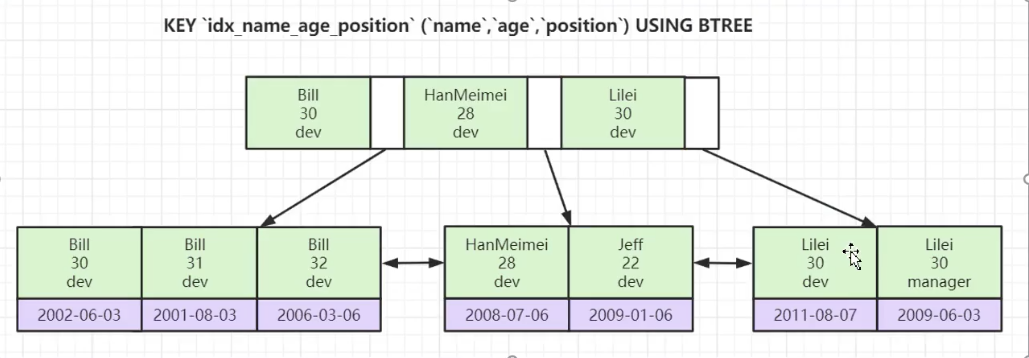 KEY `idx_name_age_position` (`name`,`age`,`position`) USING BTREE
Bill
30
dev
HanMeimei
28
dev
Lilei
30
dev
Bill
30
dev
2002-06-03
Bill
31
dev
2001-08-03
Bill
32
dev
2006-03-06
HanMeimei
28
dev
2008-07-06
Jeff
22
dev
2009-01-06
Lilei
30
dev
2011-08-07
Lilei
30
manager
2009-06-03